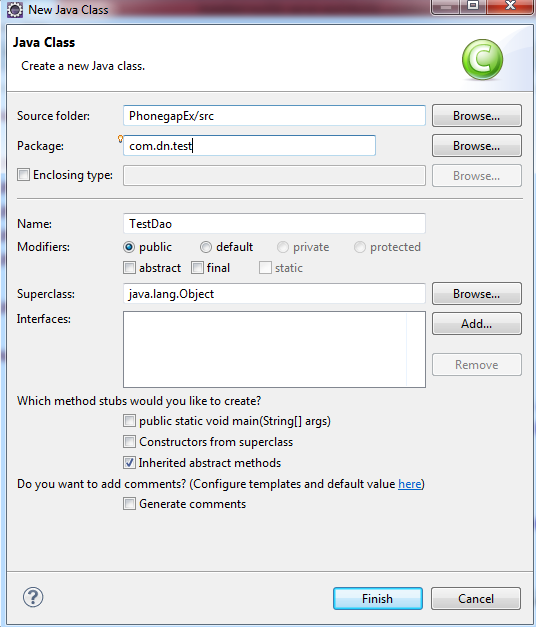 New Java Class
Java Class
Create a new Java class.
Source folder: PhonegapEx/src Browse...
Package: com.dn.test Browse...
Enclosing type: Browse...
Name: TestDao
Modifiers: public default private protected
abstract final static
Superclass: java.lang.Object Browse...
Interfaces: Add...
Remove
Which method stubs would you like to create?
public static void main(String[] args)
Constructors from superclass
Inherited abstract methods
Do you want to add comments? (Configure templates and default value here)
Generate comments
? Finish Cancel